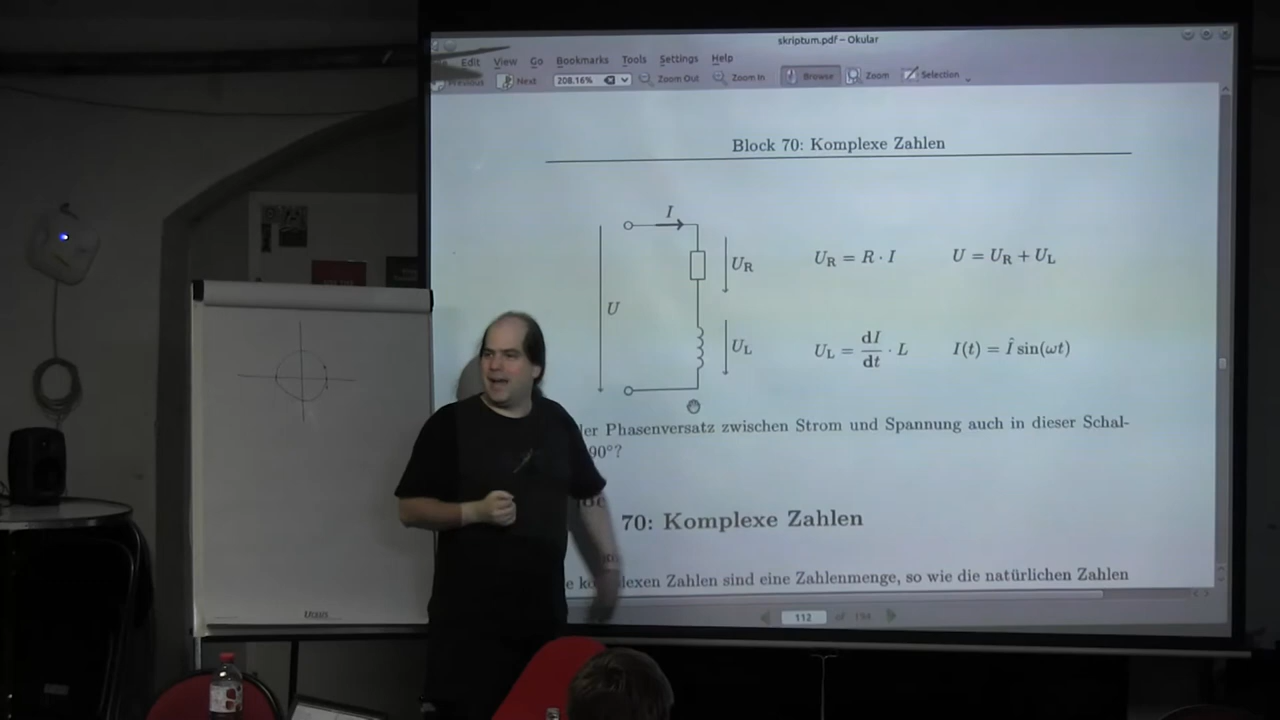 skriptum.pdf – Okular
Edit View Go Bookmarks Tools Settings Help
Previous Next 208.16% Zoom Out Zoom In Browse Zoom Selection
Block 70: Komplexe Zahlen
I
U
U_R
U_R = R · I
U = U_R + U_L
U_L
U_L = dI/dt · L
I(t) = Î sin(ωt)
der Phasenversatz zwischen Strom und Spannung auch in dieser Schal-
90°?
70: Komplexe Zahlen
komplexen Zahlen sind eine Zahlenmenge, so wie die natürlichen Zahlen
112 of 194